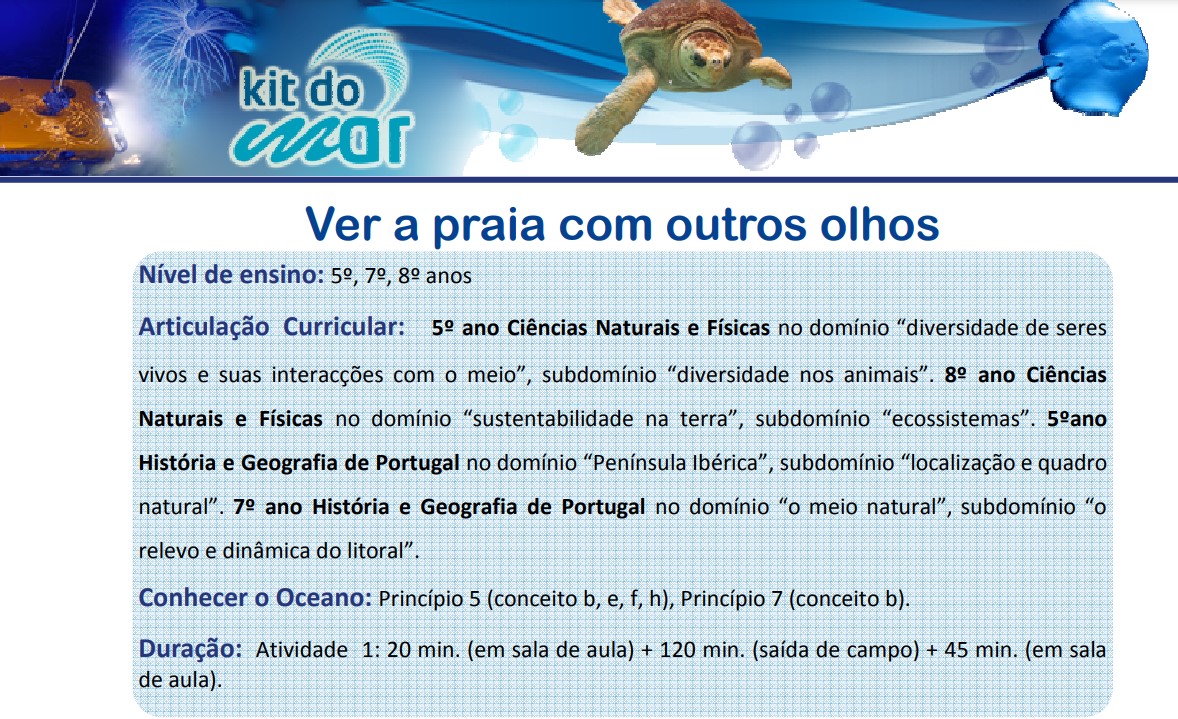 kit do
mar
Ver a praia com outros olhos
Nível de ensino: 5º, 7º, 8º anos
Articulação Curricular: 5º ano Ciências Naturais e Físicas no domínio “diversidade de seres
vivos e suas interacções com o meio”, subdomínio “diversidade nos animais”. 8º ano Ciências
Naturais e Físicas no domínio “sustentabilidade na terra”, subdomínio “ecossistemas”. 5ºano
História e Geografia de Portugal no domínio “Península Ibérica”, subdomínio “localização e quadro
natural”. 7º ano História e Geografia de Portugal no domínio “o meio natural”, subdomínio “o
relevo e dinâmica do litoral”.
Conhecer o Oceano: Princípio 5 (conceito b, e, f, h), Princípio 7 (conceito b).
Duração: Atividade 1: 20 min. (em sala de aula) + 120 min. (saída de campo) + 45 min. (em sala
de aula).